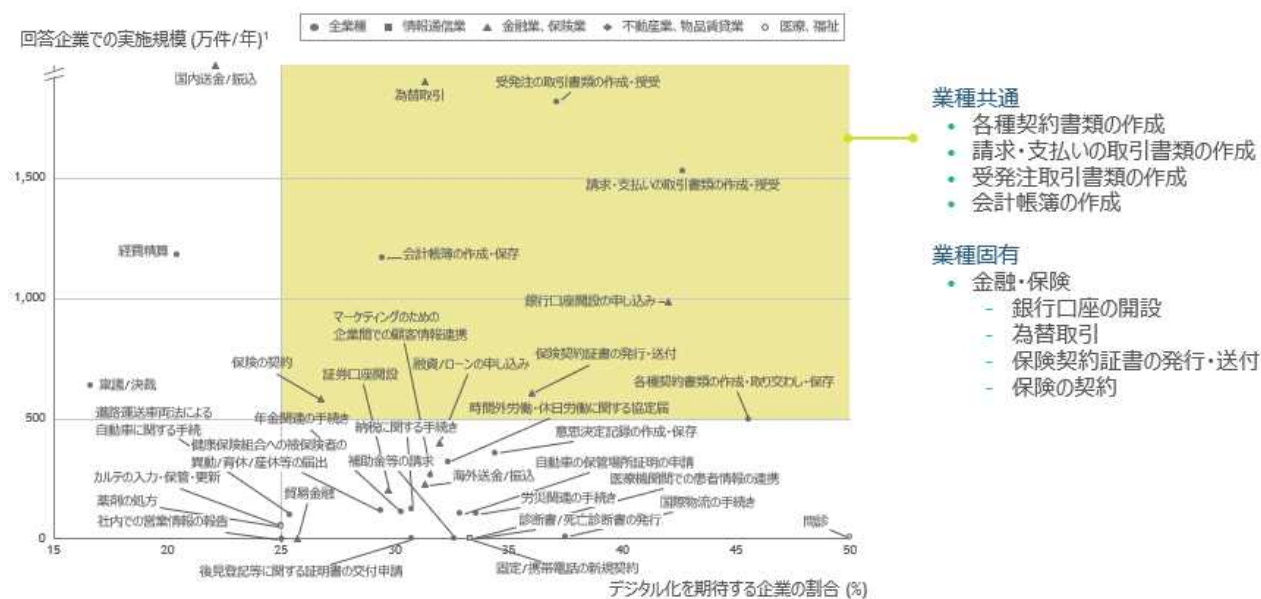 ● 全業種 ■ 情報通信業 ▲ 金融業、保険業 ◆ 不動産業、物品賃貸業 ○ 医療、福祉
回答企業での実施規模 (万件/年)¹
国内送金/振込
為替取引
受発注の取引書類の作成・授受
1,500
請求・支払いの取引書類の作成・授受
経費精算
会計帳簿の作成・保存
1,000
銀行口座開設の申し込み
マーケティングのための
企業間での顧客情報連携
保険の契約
証券口座開設
融資/ローンの申し込み
保険契約証書の発行・送付
稟議/決裁
各種契約書類の作成・取り交わし・保存
500
道路運送車両法による
自動車に関する手続
年金関連の手続き
納税に関する手続き
時間外労働・休日労働に関する協定届
健康保険組合への被保険者の
異動/育休/産休等の届出
補助金等の請求
意思決定記録の作成・保存
カルテの入力・保管・更新
貿易金融
海外送金/振込
自動車の保管場所証明の申請
医療機関間での患者情報の連携
薬剤の処方
労災関連の手続き
国際物流の手続き
社内での営業情報の報告
診断書/死亡診断書の発行
問診
0
15 20 25 30 35 40 45 50
後見登記等に関する証明書の交付申請
固定/携帯電話の新規契約
デジタル化を期待する企業の割合 (%)
業種共通
• 各種契約書類の作成
• 請求・支払いの取引書類の作成
• 受発注取引書類の作成
• 会計帳簿の作成
業種固有
• 金融・保険
- 銀行口座の開設
- 為替取引
- 保険契約証書の発行・送付
- 保険の契約